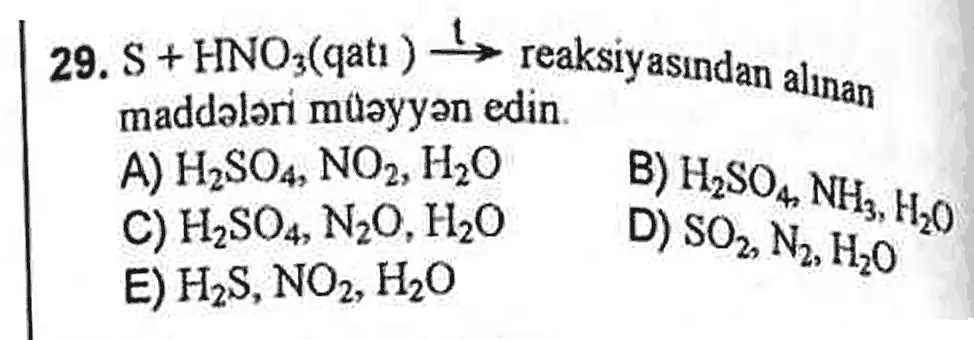 29. S + HNO₃(qatı ) —t→ reaksiyasından alınan
maddələri müəyyən edin.
A) H₂SO₄, NO₂, H₂O B) H₂SO₄, NH₃, H₂O
C) H₂SO₄, N₂O, H₂O D) SO₂, N₂, H₂O
E) H₂S, NO₂, H₂O